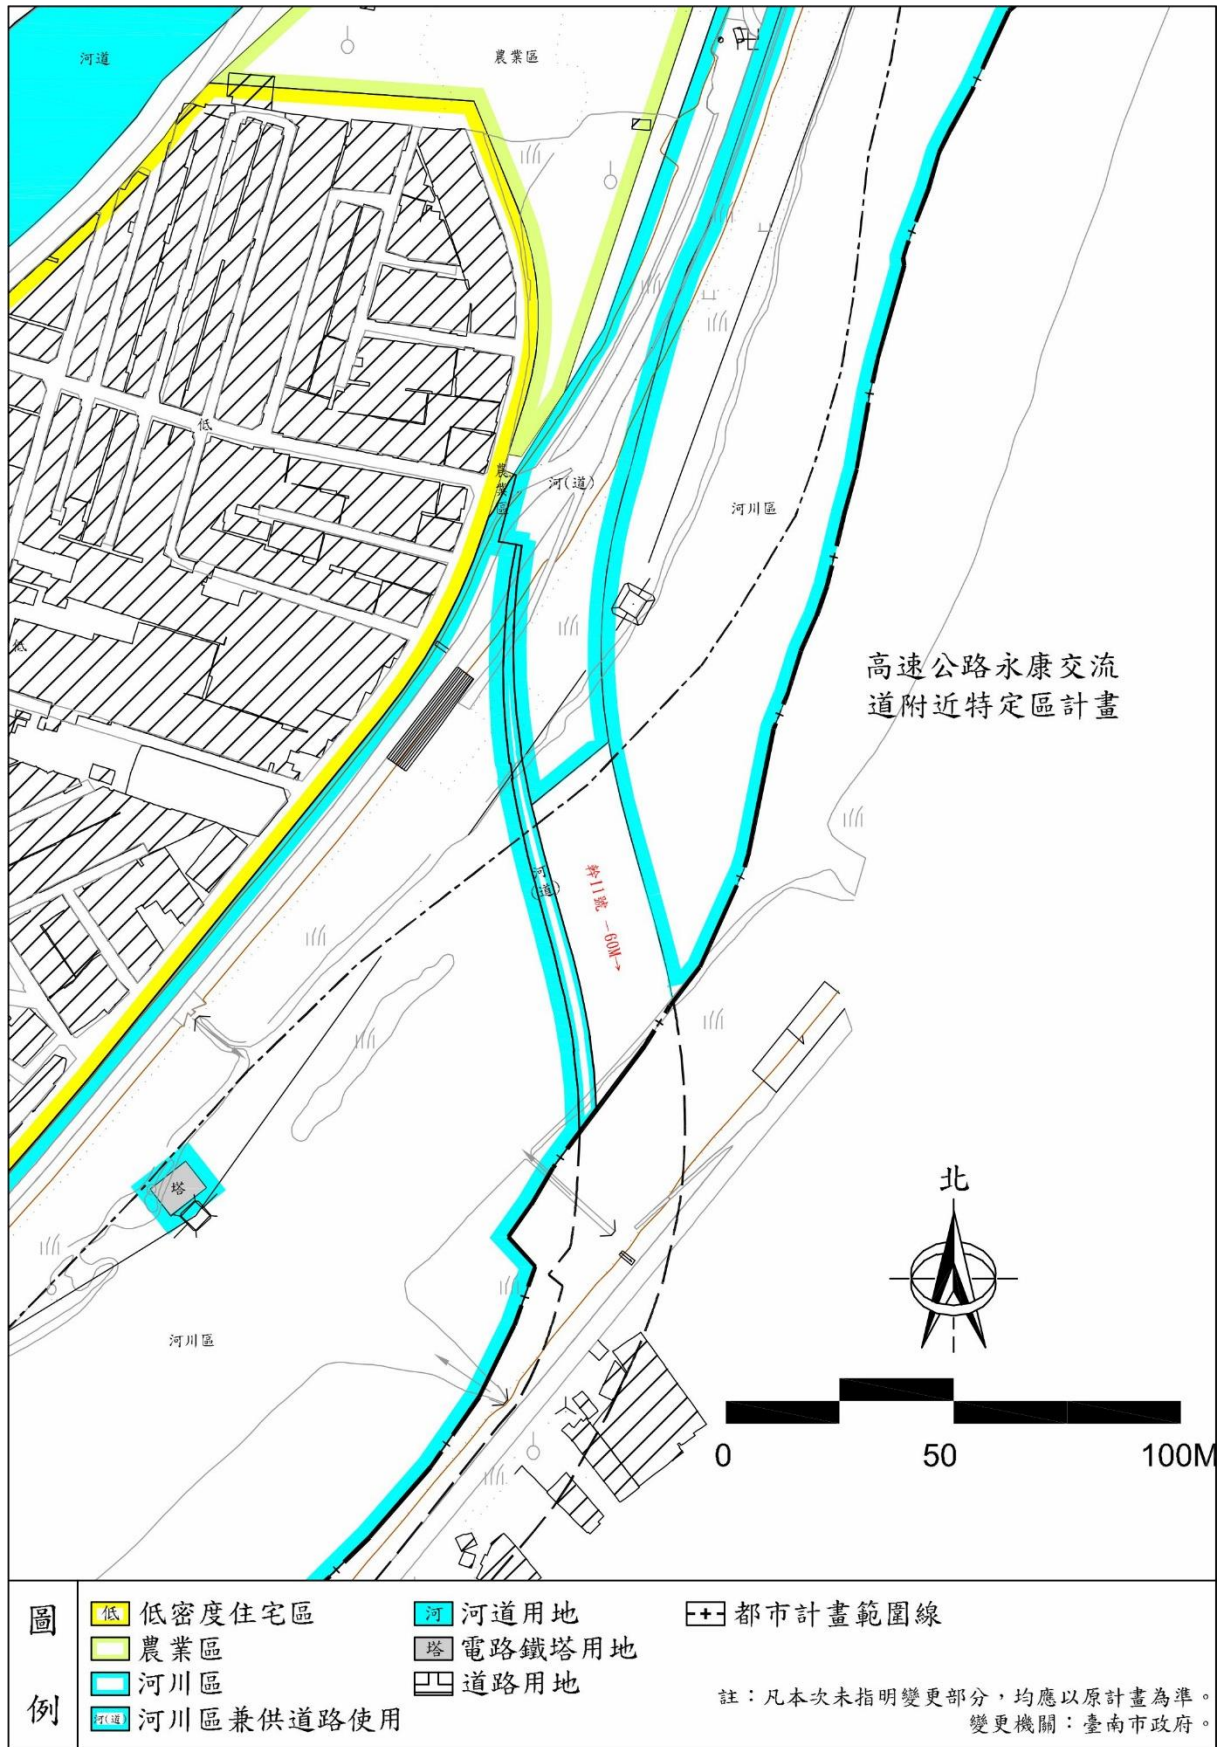 河道
農業區
低
農業區
河(道)
河川區
低
高速公路永康交流
道附近特定區計畫
河(道)
幹11號 -60M→
塔
北
河川區
0 50 100M
圖例
低 低密度住宅區
農業區
河川區
河(道) 河川區兼供道路使用
河 河道用地
塔 電路鐵塔用地
道路用地
都市計畫範圍線
註：凡本次未指明變更部分，均應以原計畫為準。
變更機關：臺南市政府。